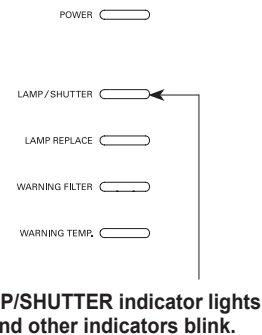 POWER
LAMP/SHUTTER
LAMP REPLACE
WARNING FILTER
WARNING TEMP.
P/SHUTTER indicator lights
nd other indicators blink.